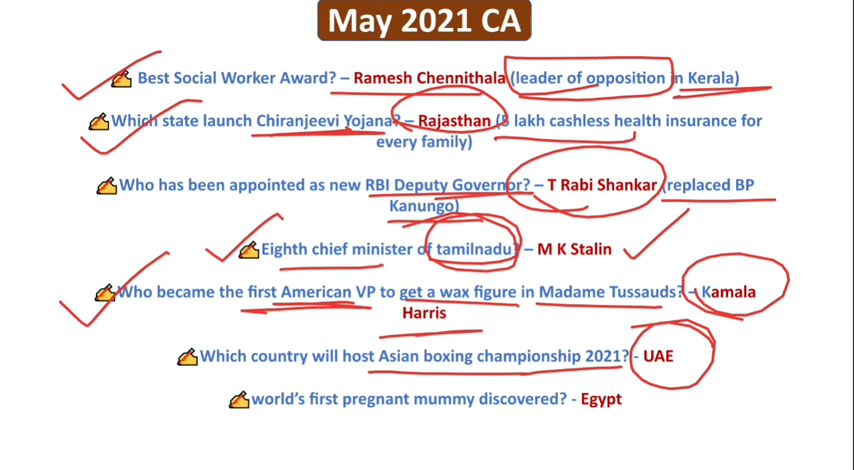 May 2021 CA
Best Social Worker Award? – Ramesh Chennithala (leader of opposition in Kerala)
Which state launch Chiranjeevi Yojana? – Rajasthan (5 lakh cashless health insurance for
every family)
Who has been appointed as new RBI Deputy Governor? – T Rabi Shankar (replaced BP
Kanungo)
Eighth chief minister of tamilnadu? – M K Stalin
Who became the first American VP to get a wax figure in Madame Tussauds? – Kamala
Harris
Which country will host Asian boxing championship 2021? - UAE
world's first pregnant mummy discovered? - Egypt